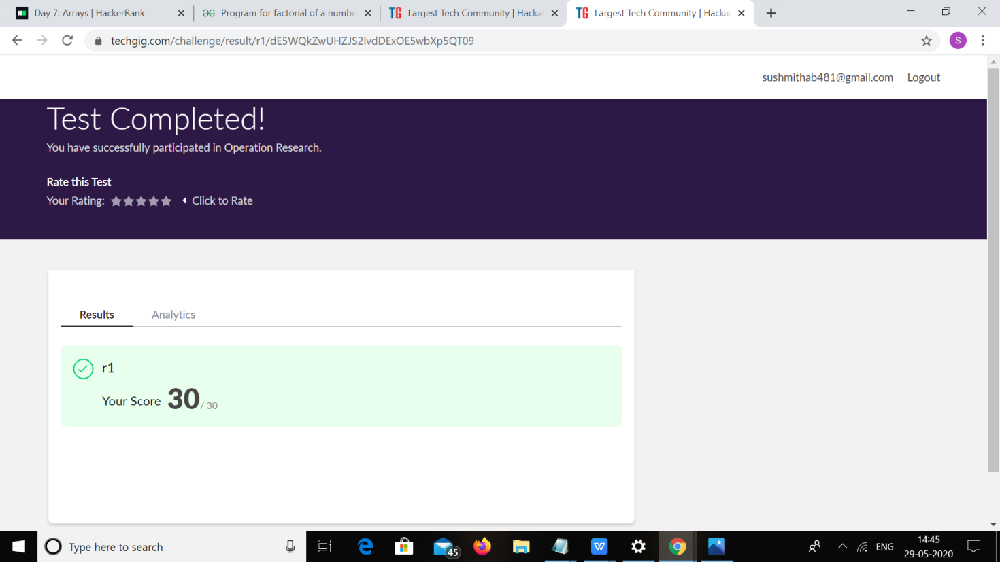 Day 7: Arrays | HackerRank
Program for factorial of a numbe
TG Largest Tech Community | Hacka
TG Largest Tech Community | Hacka
techgig.com/challenge/result/r1/dE5WQkZwUHZJS2lvdDExOE5wbXp5QT09
S
sushmithab481@gmail.com Logout
Test Completed!
You have successfully participated in Operation Research.
Rate this Test
Your Rating: Click to Rate
Results Analytics
r1
Your Score 30 / 30
Type here to search
45
W
ENG
14:45
29-05-2020